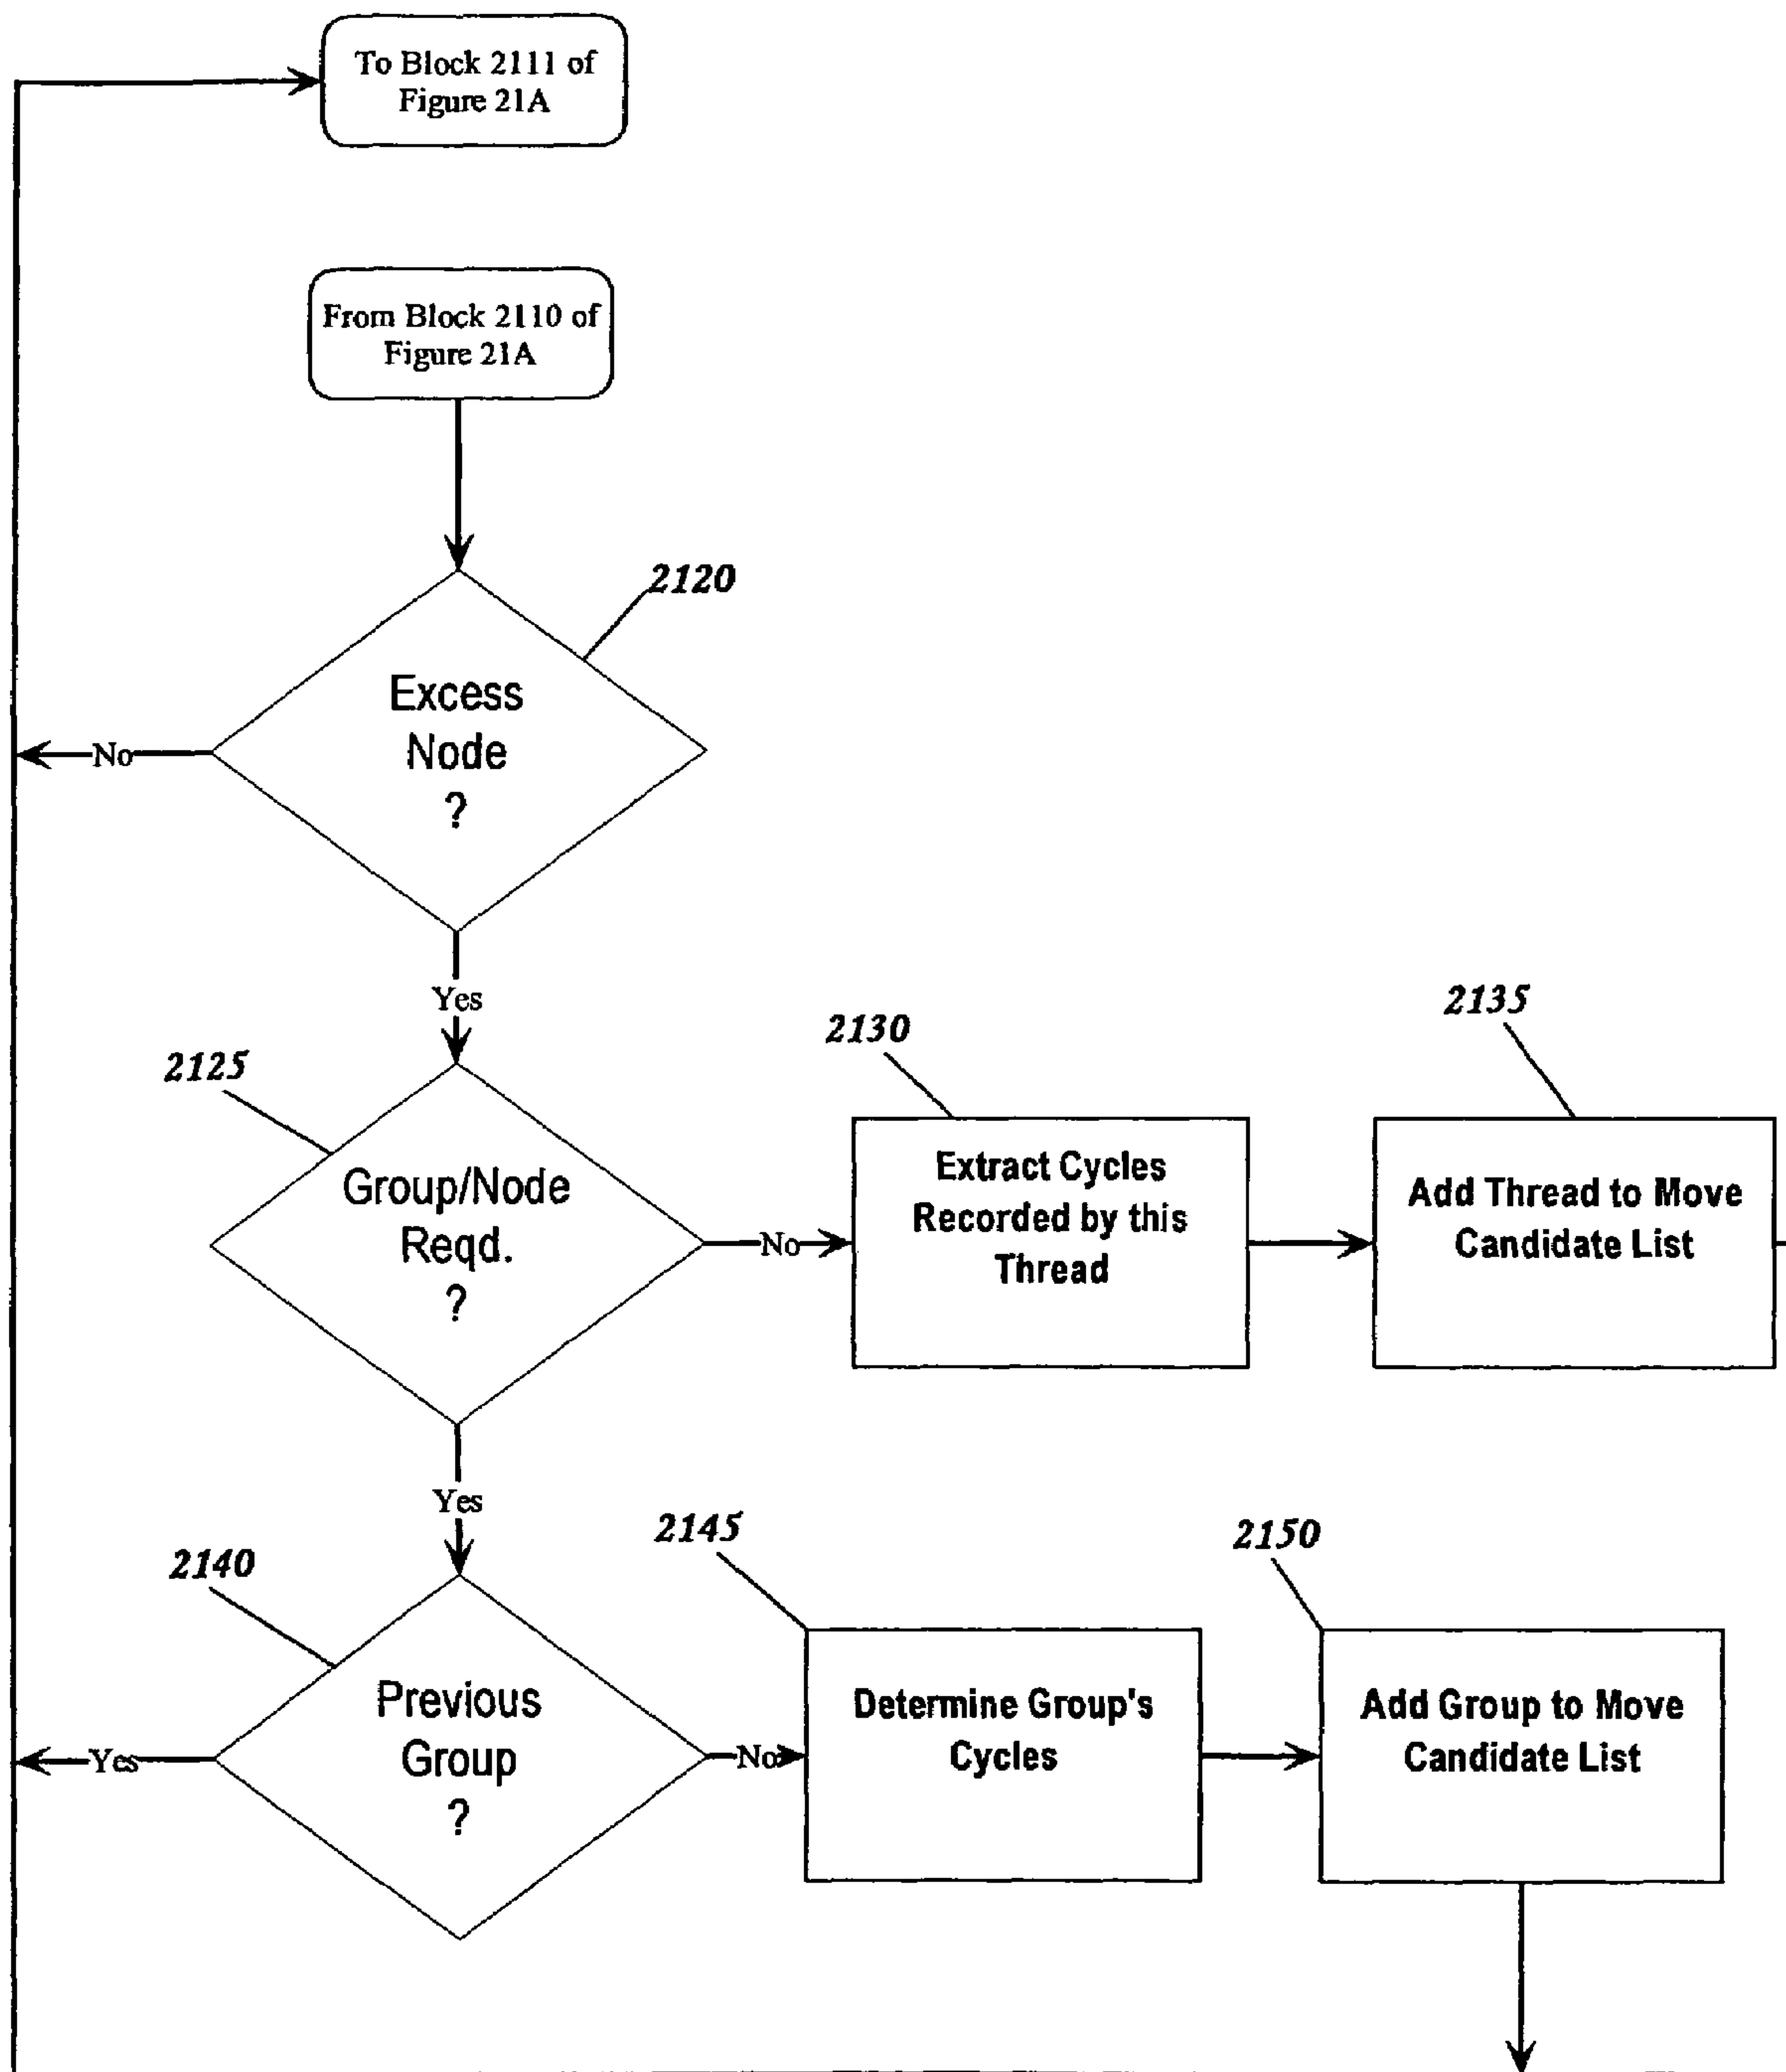 To Block 2111 of
Figure 21A
From Block 2110 of
Figure 21A
2120
Excess
Node
?
No
Yes
2125
Group/Node
Reqd.
?
No
2130
Extract Cycles
Recorded by this
Thread
2135
Add Thread to Move
Candidate List
Yes
2140
Previous
Group
?
Yes
No
2145
Determine Group's
Cycles
2150
Add Group to Move
Candidate List